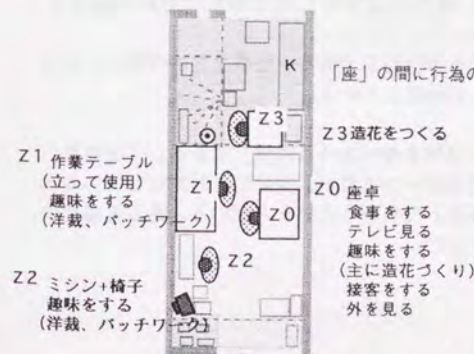 K
「座」の間に行為の
Z3
Z3 造花をつくる
Z1 作業テーブル
(立って使用)
趣味をする
(洋裁、パッチワーク)
Z1
Z0
Z0 座卓
食事をする
テレビ見る
趣味をする
(主に造花づくり)
接客をする
外を見る
Z2
Z2 ミシン+椅子
趣味をする
(洋裁、パッチワーク)